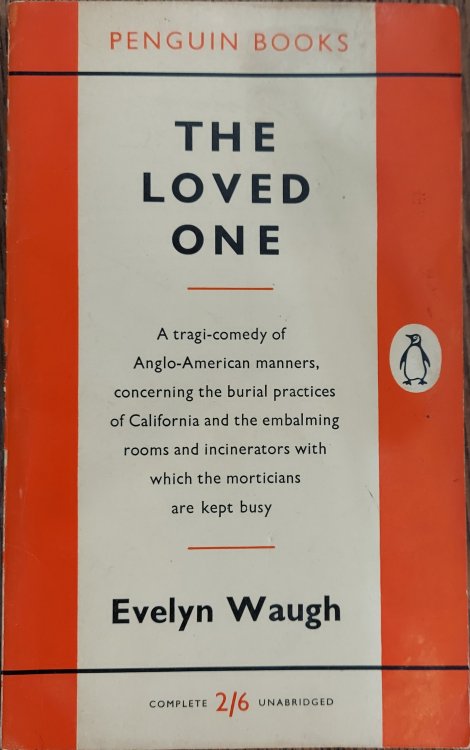 PENGUIN BOOKS
THE
LOVED
ONE
A tragi-comedy of
Anglo-American manners,
concerning the burial practices
of California and the embalming
rooms and incinerators with
which the morticians
are kept busy
Evelyn Waugh
COMPLETE 2/6 UNABRIDGED